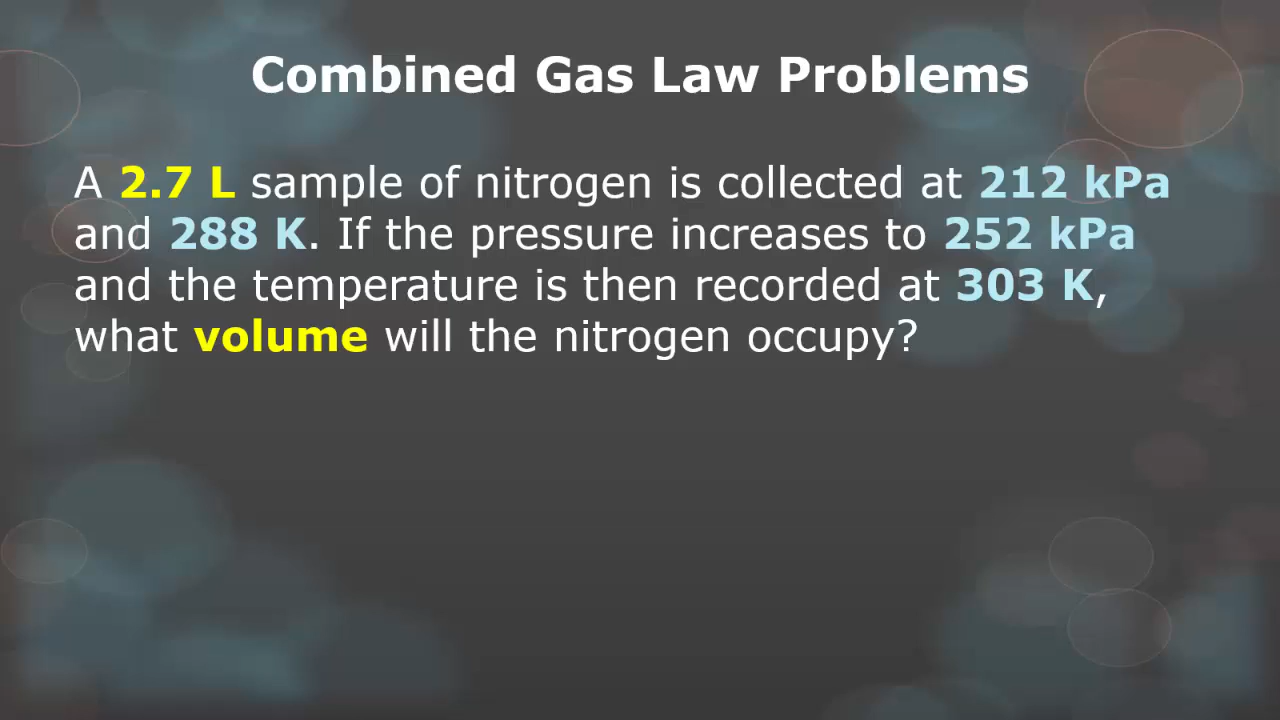 Combined Gas Law Problems
A 2.7 L sample of nitrogen is collected at 212 kPa
and 288 K. If the pressure increases to 252 kPa
and the temperature is then recorded at 303 K,
what volume will the nitrogen occupy?